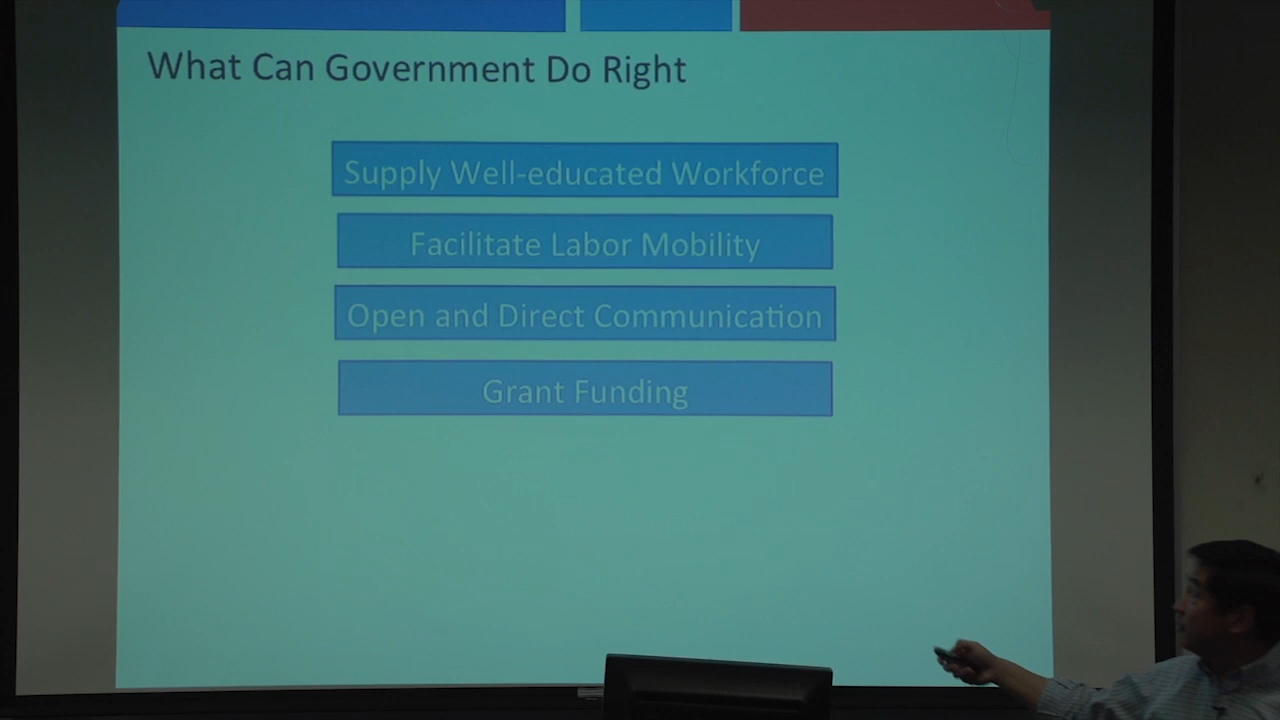 What Can Government Do Right
Supply Well-educated Workforce
Facilitate Labor Mobility
Open and Direct Communication
Grant Funding